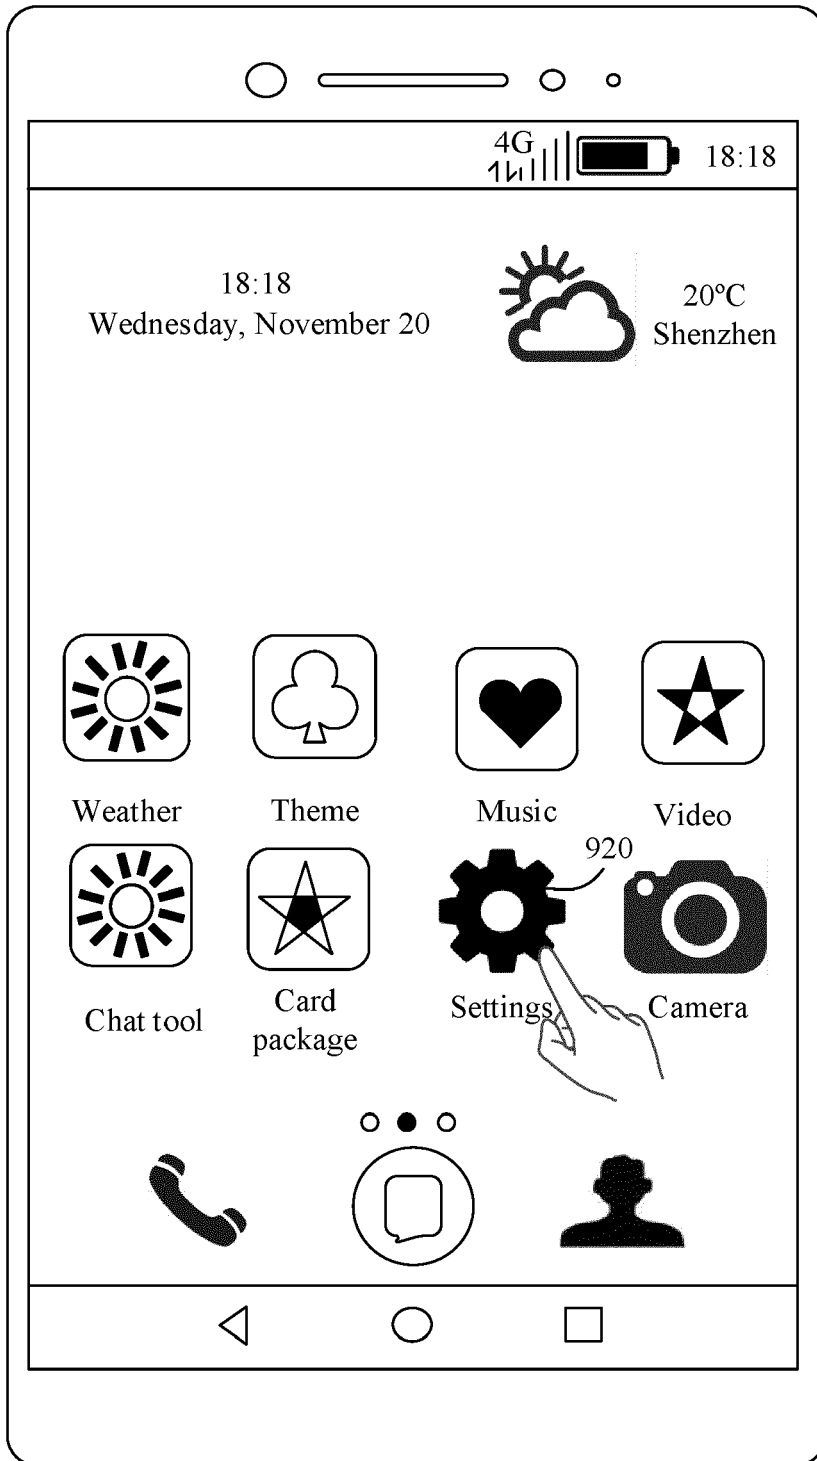 4G
18:18
18:18
Wednesday, November 20
20°C
Shenzhen
Weather
Theme
Music
Video
920
Chat tool
Card
package
Settings
Camera